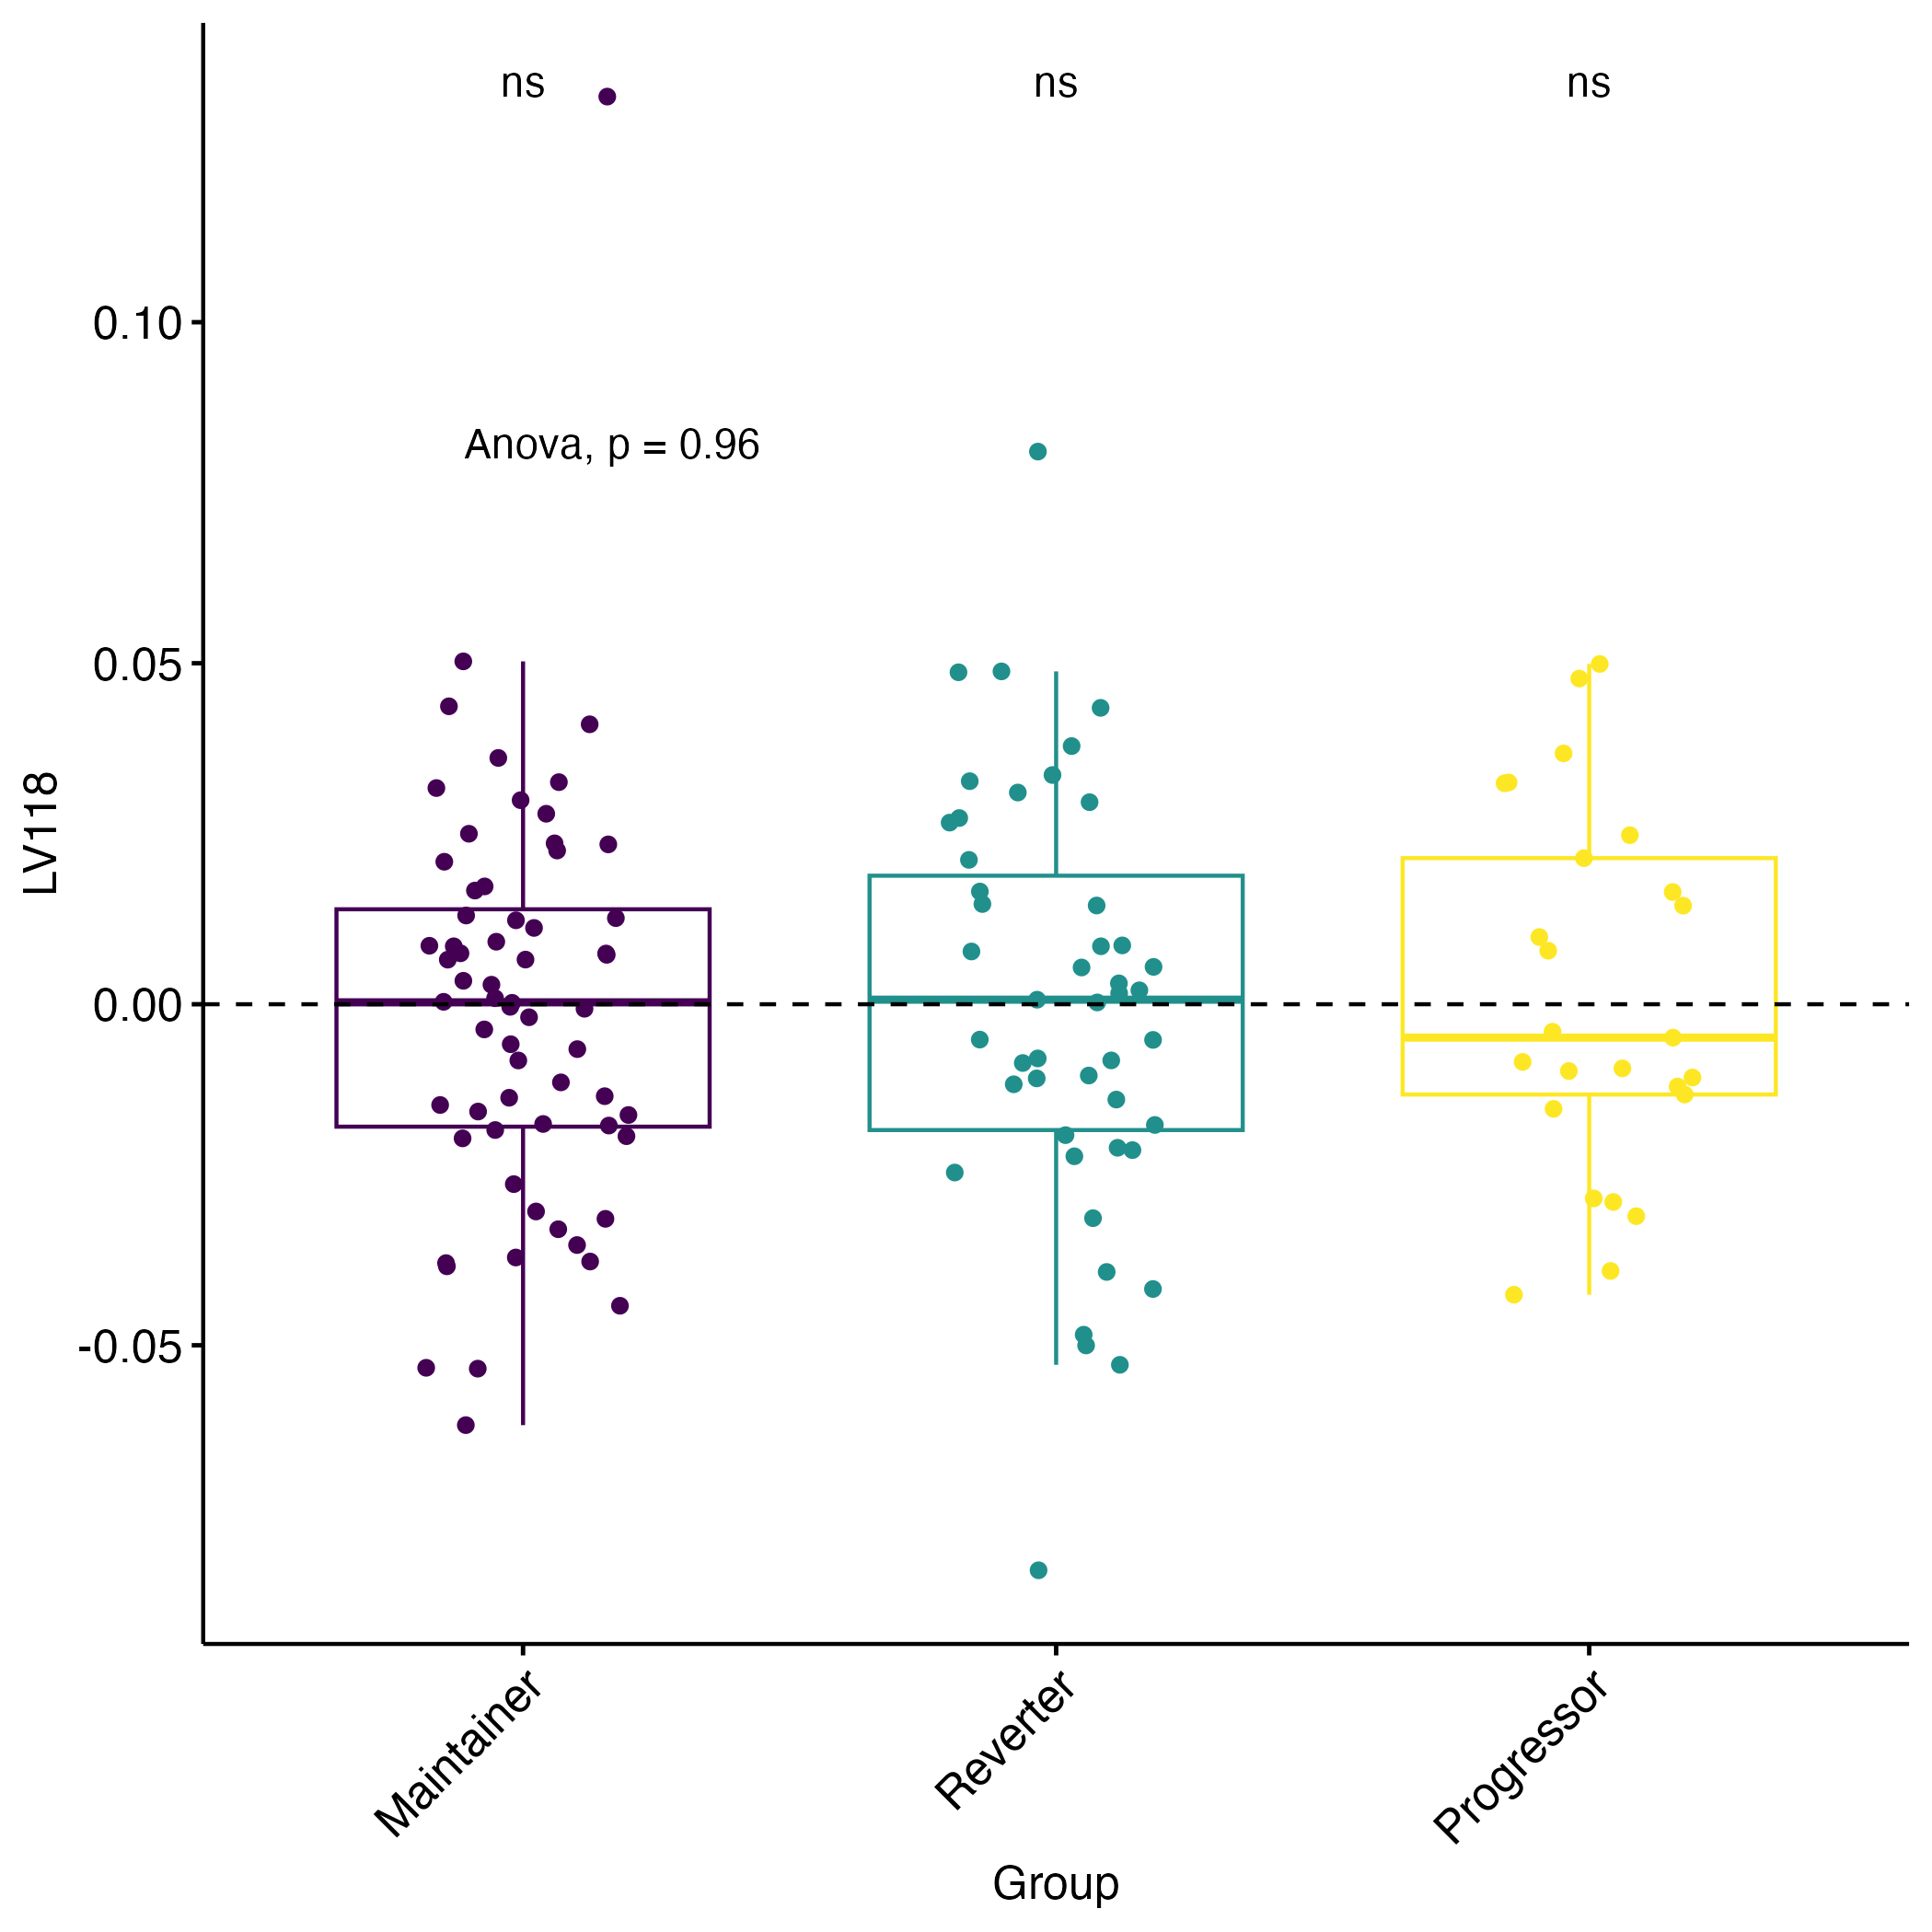 ns ns ns
Anova, p = 0.96
0.10
0.05
0.00
-0.05
LV118
Maintainer
Reverter
Progressor
Group